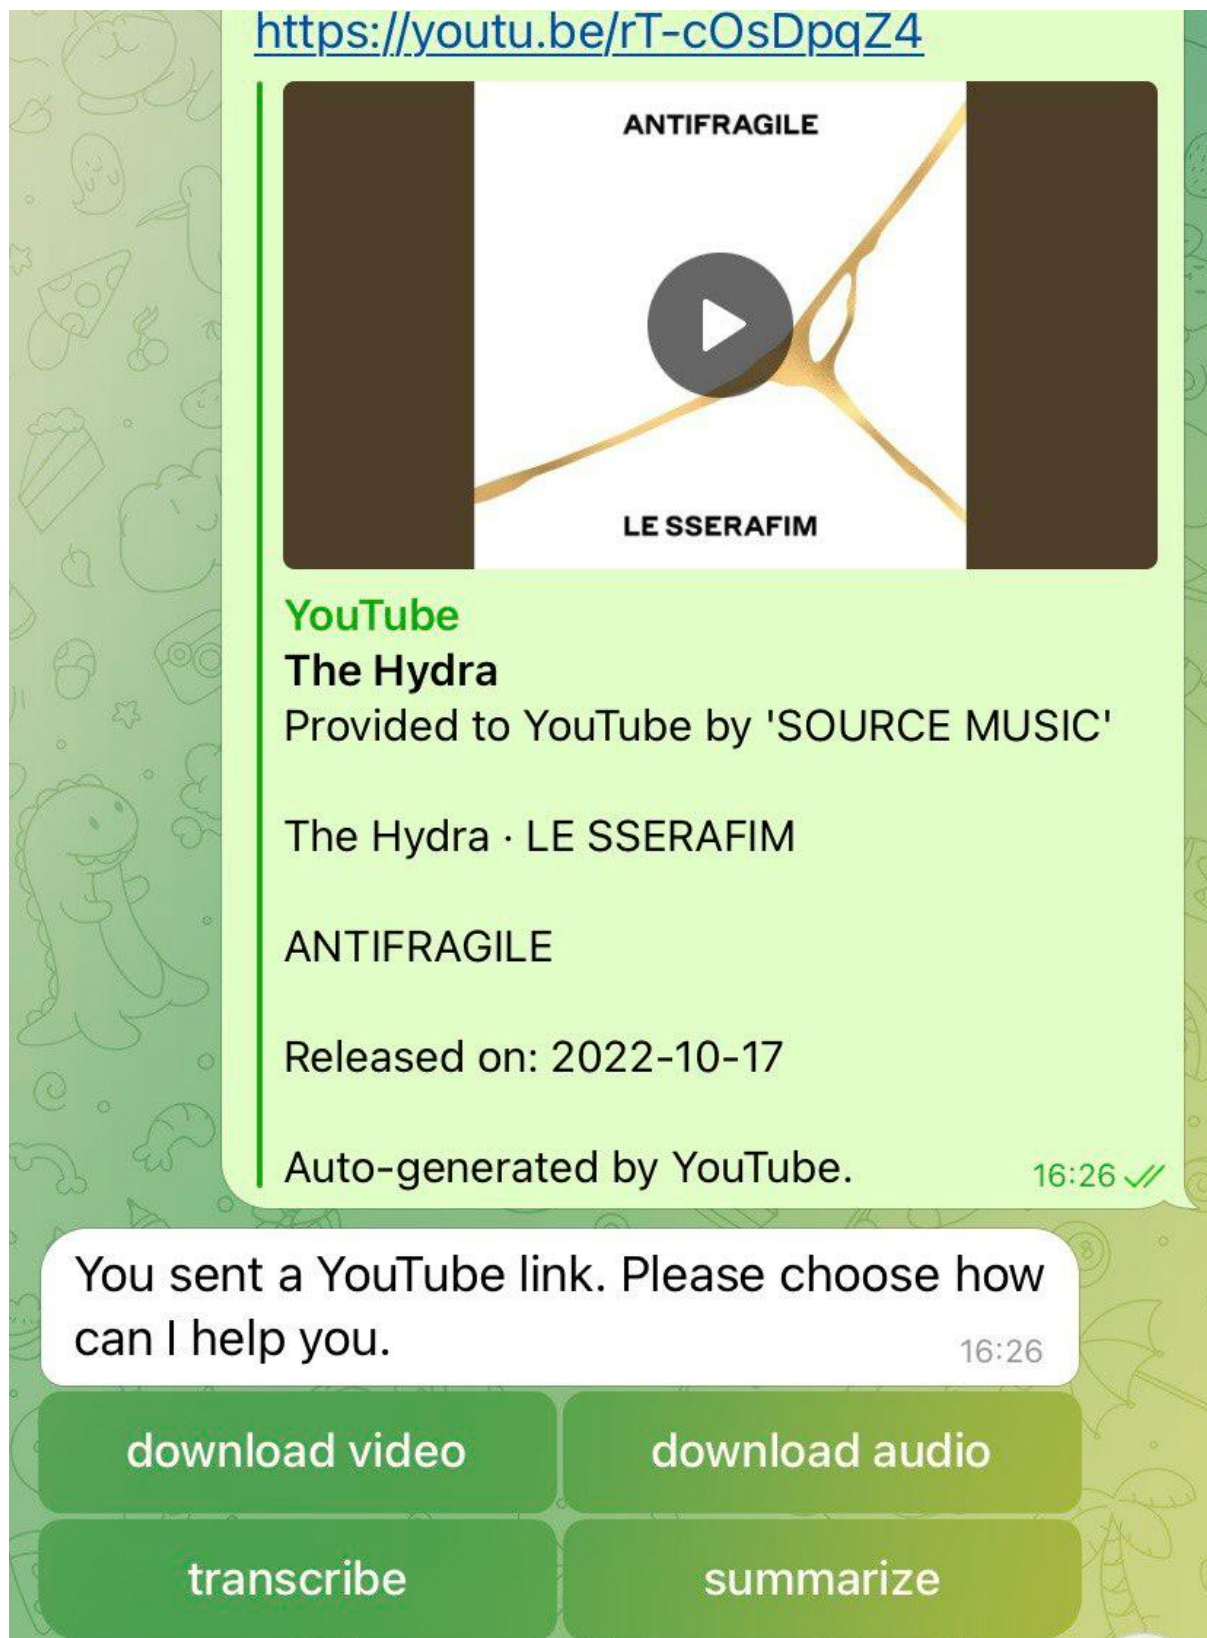 https://youtu.be/rT-cOsDpqZ4
ANTIFRAGILE
LE SSERAFIM
YouTube
The Hydra
Provided to YouTube by 'SOURCE MUSIC'
The Hydra · LE SSERAFIM
ANTIFRAGILE
Released on: 2022-10-17
Auto-generated by YouTube.
16:26
You sent a YouTube link. Please choose how
can I help you.
16:26
download video
download audio
transcribe
summarize